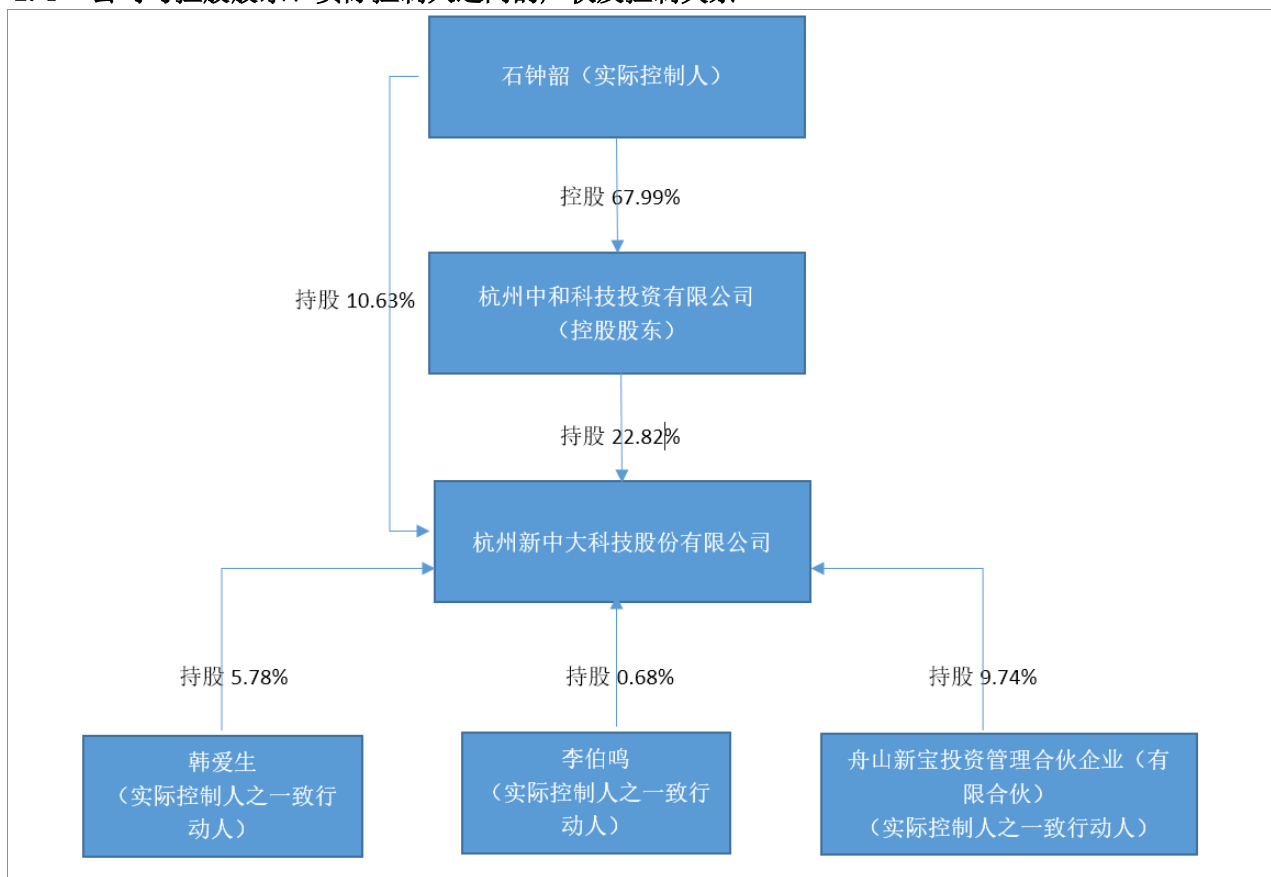 石钟韶（实际控制人）
控股 67.99%
杭州中和科技投资有限公司
（控股股东）
持股 10.63%
持股 22.82%
杭州新中大科技股份有限公司
持股 5.78%
持股 0.68%
持股 9.74%
韩爱生
（实际控制人之一致行
动人）
李伯鸣
（实际控制人之一致行
动人）
舟山新宝投资管理合伙企业（有
限合伙）
（实际控制人之一致行动人）